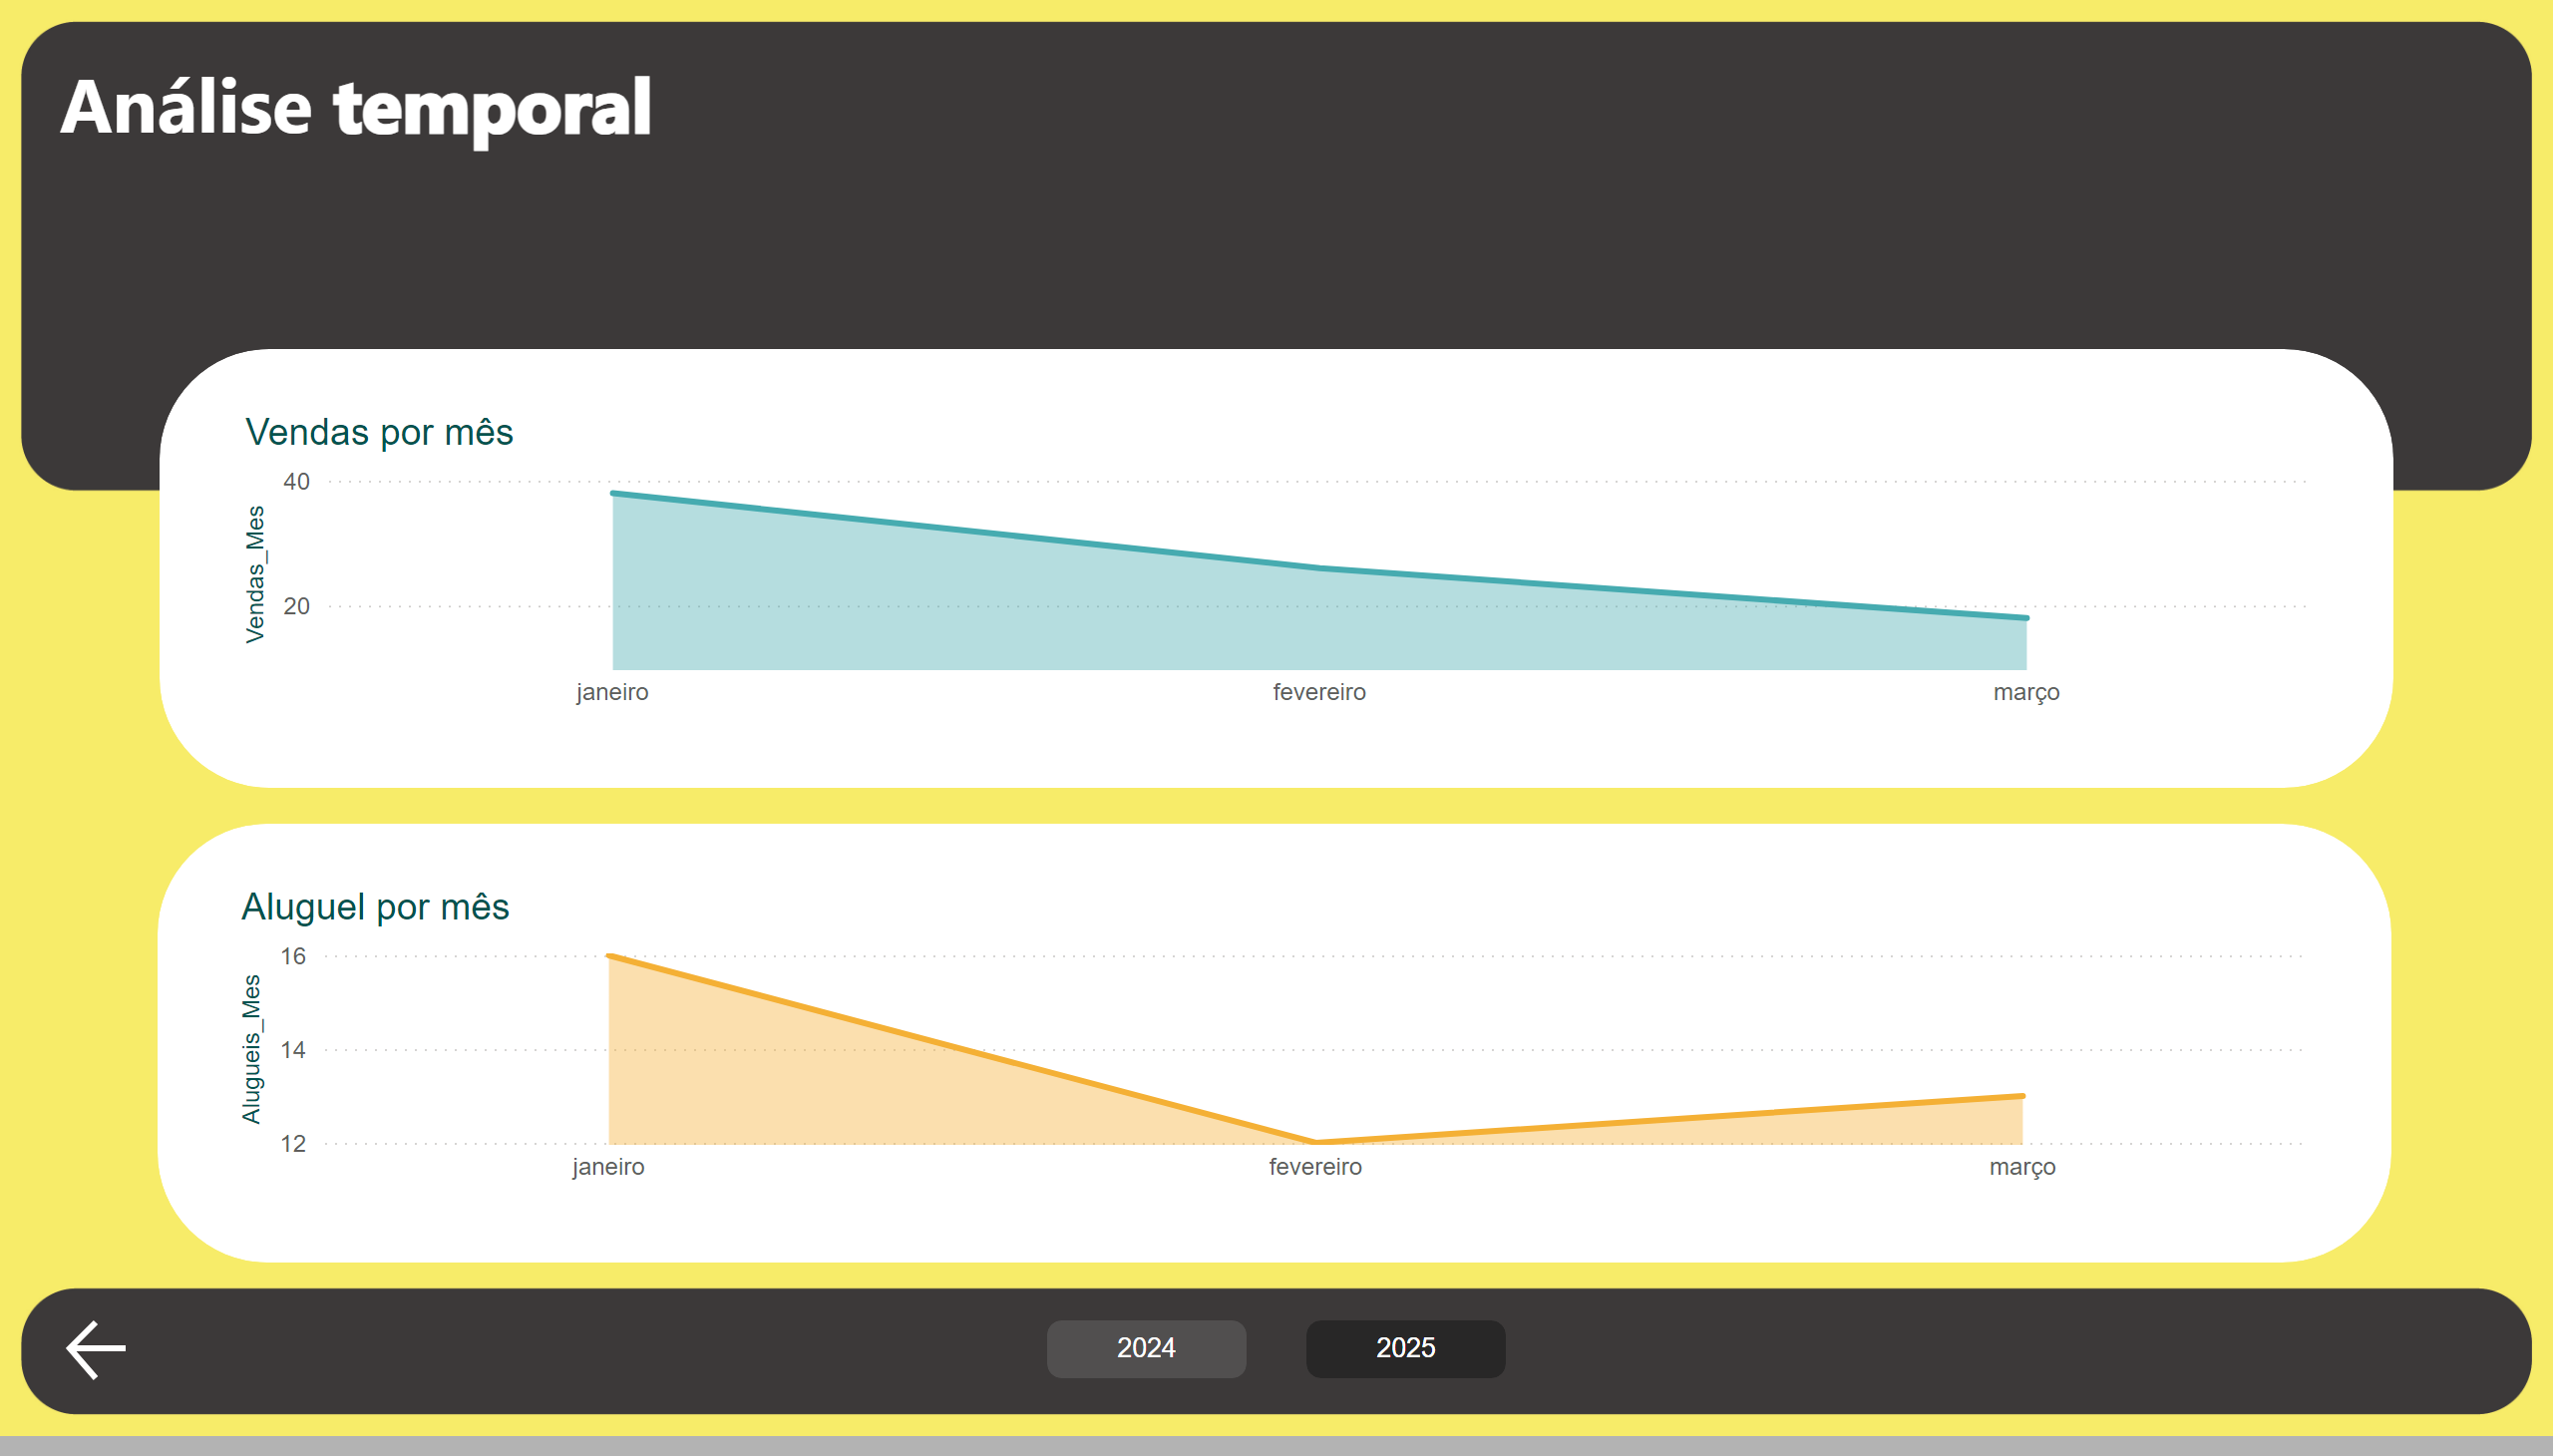 Análise temporal
Vendas por mês
40
20
Vendas_Mes
janeiro fevereiro março
Aluguel por mês
16
14
12
Alugueis_Mes
janeiro fevereiro março
2024 2025